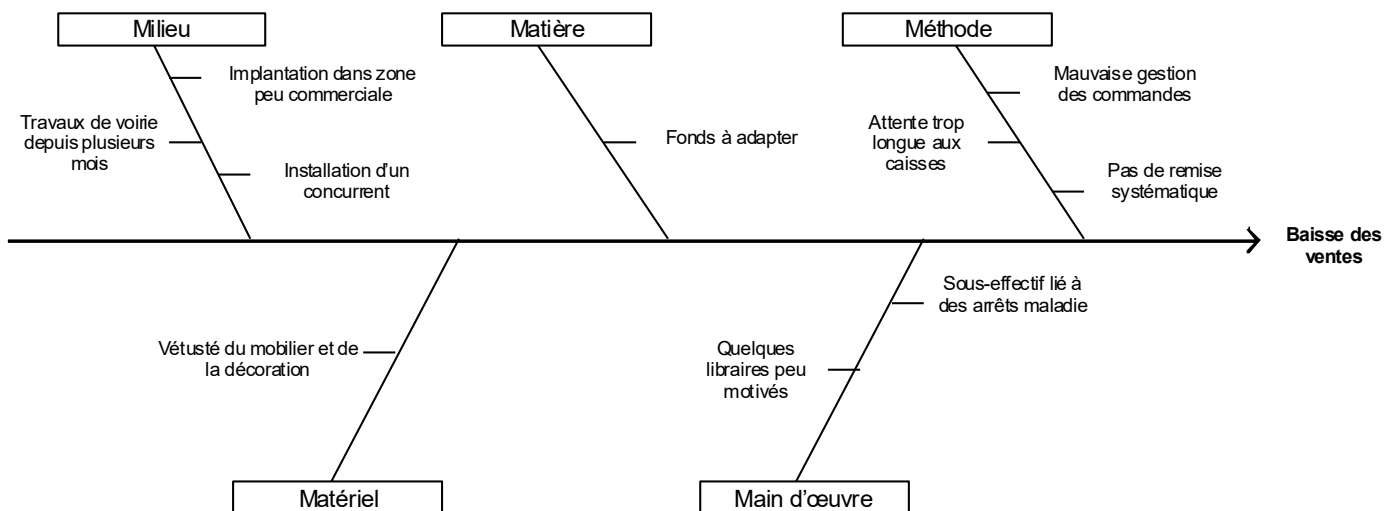 Milieu
Matière
Méthode
Implantation dans zone
peu commerciale
Travaux de voirie
depuis plusieurs
mois
Installation d'un
concurrent
Fonds à adapter
Mauvaise gestion
des commandes
Attente trop
longue aux
caisses
Pas de remise
systématique
Baisse des
ventes
Sous-effectif lié à
des arrêts maladie
Vétusté du mobilier et de
la décoration
Quelques
libraires peu
motivés
Matériel
Main d'œuvre